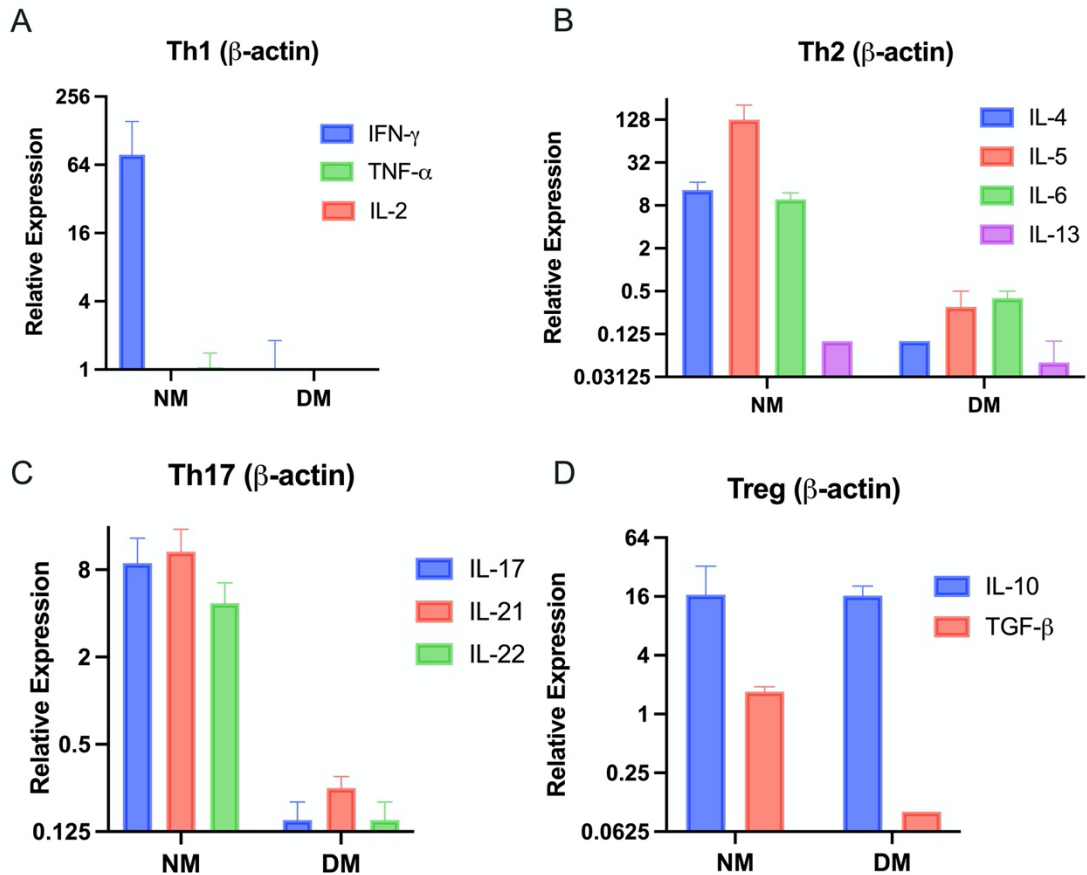 A
Th1 (β-actin)
Relative Expression
256
64
16
4
1
NM
DM
IFN-γ
TNF-α
IL-2
B
Th2 (β-actin)
Relative Expression
128
32
8
2
0.5
0.125
0.03125
NM
DM
IL-4
IL-5
IL-6
IL-13
C
Th17 (β-actin)
Relative Expression
8
2
0.5
0.125
NM
DM
IL-17
IL-21
IL-22
D
Treg (β-actin)
Relative Expression
64
16
4
1
0.25
0.0625
NM
DM
IL-10
TGF-β